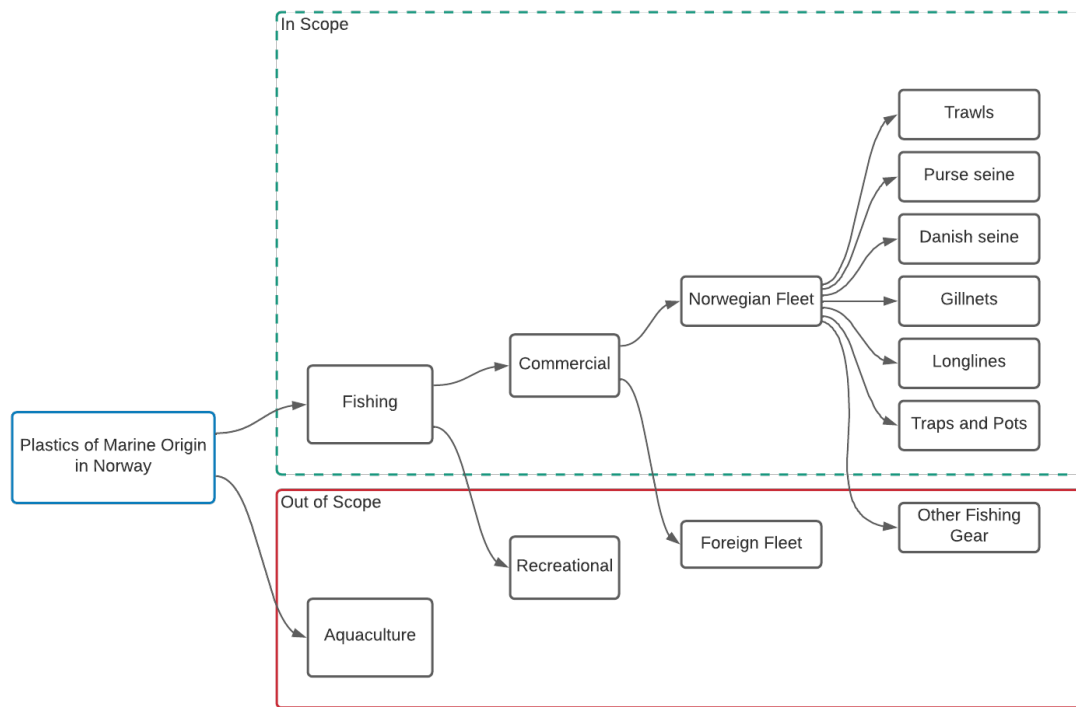 In Scope
Trawls
Purse seine
Danish seine
Norwegian Fleet
Gillnets
Commercial
Longlines
Fishing
Traps and Pots
Plastics of Marine Origin
in Norway
Out of Scope
Other Fishing
Gear
Foreign Fleet
Recreational
Aquaculture